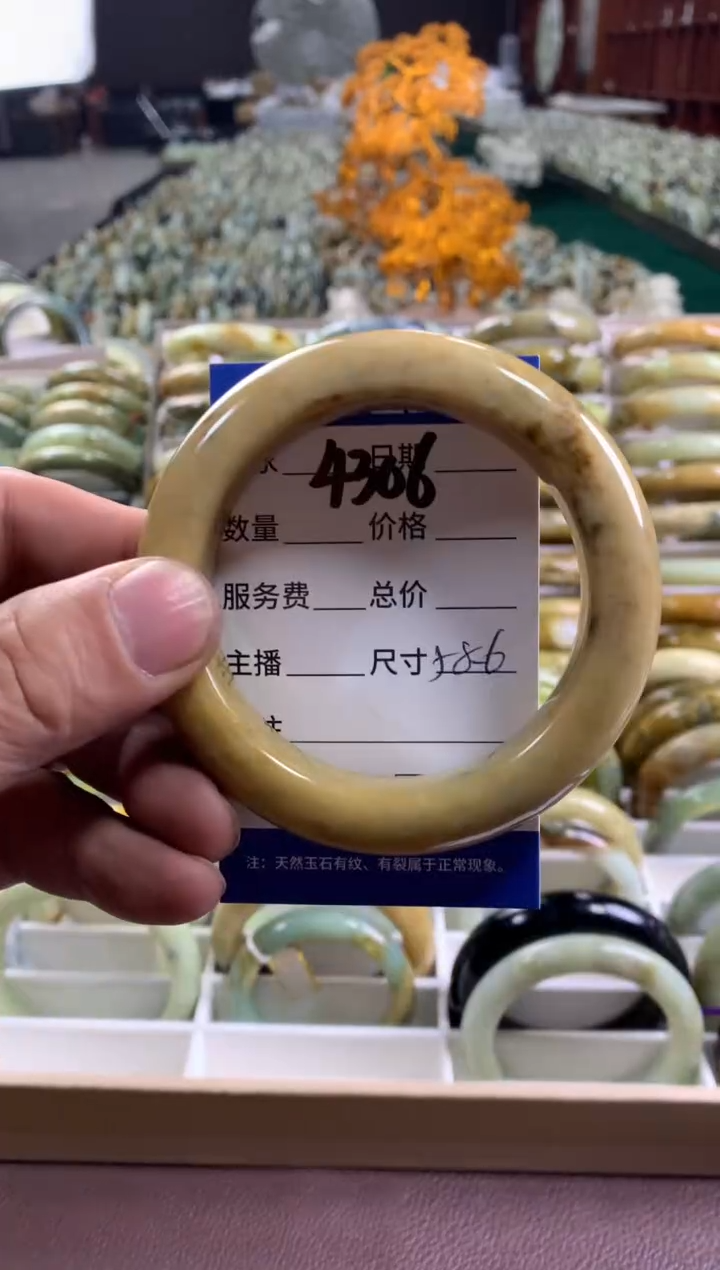 4306
日期
数量 价格
服务费 总价
主播 尺寸 586
注：天然玉石有纹、有裂属于正常现象。